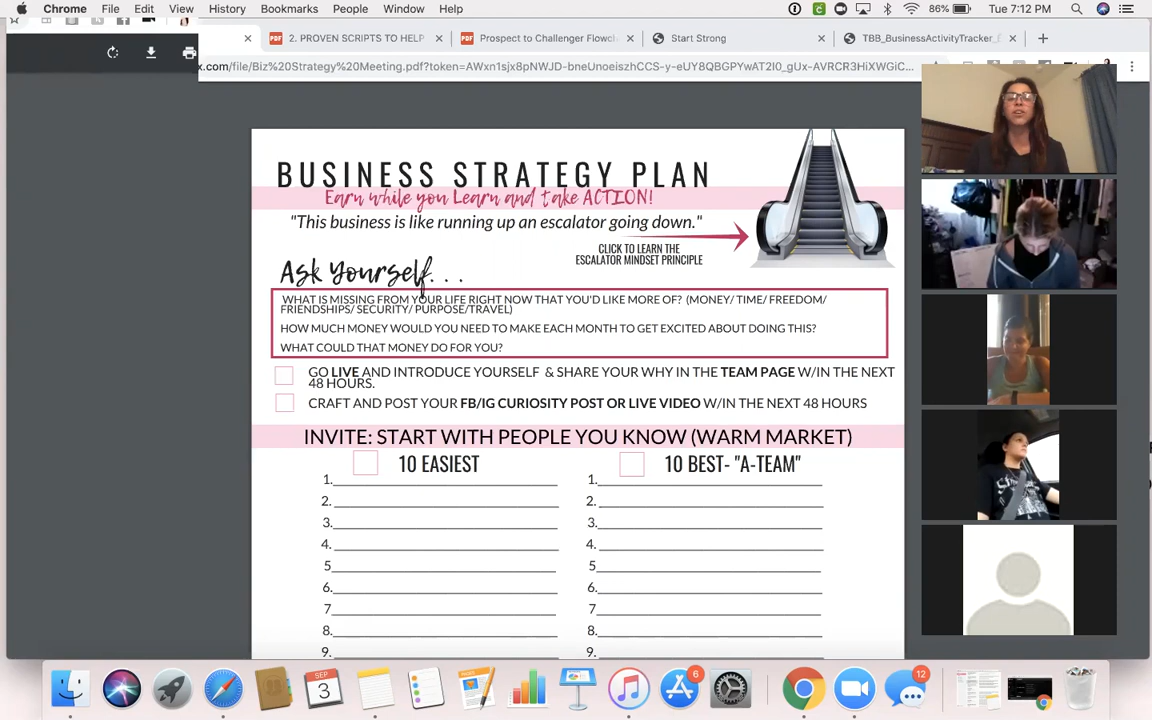 Chrome File Edit View History Bookmarks People Window Help 86% Tue 7:12 PM
2. PROVEN SCRIPTS TO HELP
Prospect to Challenger Flowch
Start Strong
TBB_BusinessActivityTracker_
BUSINESS STRATEGY PLAN
Earn while you Learn and take ACTION!
"This business is like running up an escalator going down."
CLICK TO LEARN THE
ESCALATOR MINDSET PRINCIPLE
Ask Yourself. . .
WHAT IS MISSING FROM YOUR LIFE RIGHT NOW THAT YOU'D LIKE MORE OF? (MONEY/ TIME/ FREEDOM/
FRIENDSHIPS/ SECURITY/ PURPOSE/TRAVEL)
HOW MUCH MONEY WOULD YOU NEED TO MAKE EACH MONTH TO GET EXCITED ABOUT DOING THIS?
WHAT COULD THAT MONEY DO FOR YOU?
GO LIVE AND INTRODUCE YOURSELF & SHARE YOUR WHY IN THE TEAM PAGE W/IN THE NEXT
48 HOURS.
CRAFT AND POST YOUR FB/IG CURIOSITY POST OR LIVE VIDEO W/IN THE NEXT 48 HOURS
INVITE: START WITH PEOPLE YOU KNOW (WARM MARKET)
10 EASIEST 10 BEST- "A-TEAM"
1. 1.
2. 2.
3. 3.
4. 4.
5 5
6. 6.
7 7
8. 8.
9. 9.
SEP
3
6
12